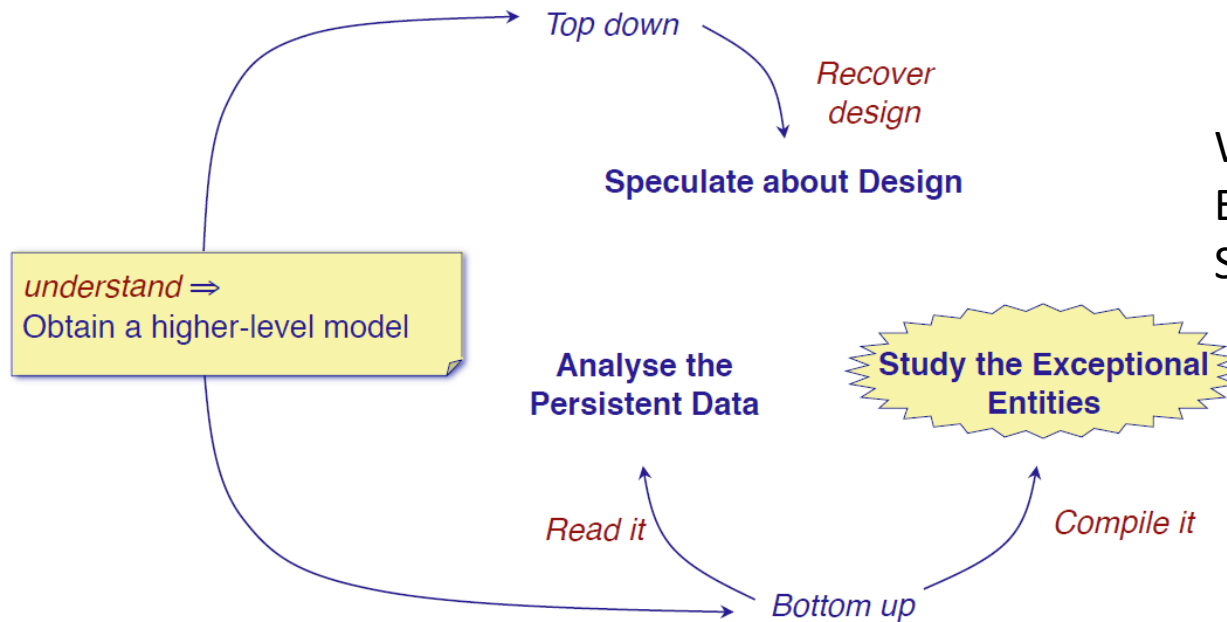 Top down
Recover
design
Speculate about Design
understand ⇒
Obtain a higher-level model
Analyse the
Persistent Data
Study the Exceptional
Entities
Read it
Compile it
Bottom up